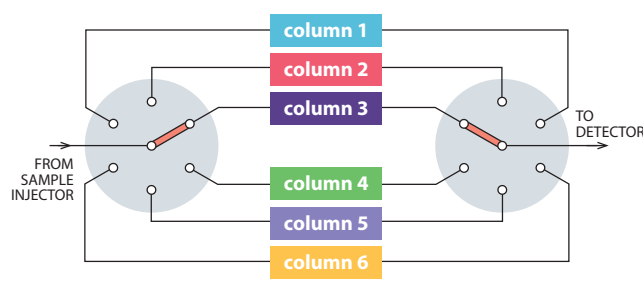 column 1
column 2
column 3
TO
DETECTOR
FROM
SAMPLE
INJECTOR
column 4
column 5
column 6